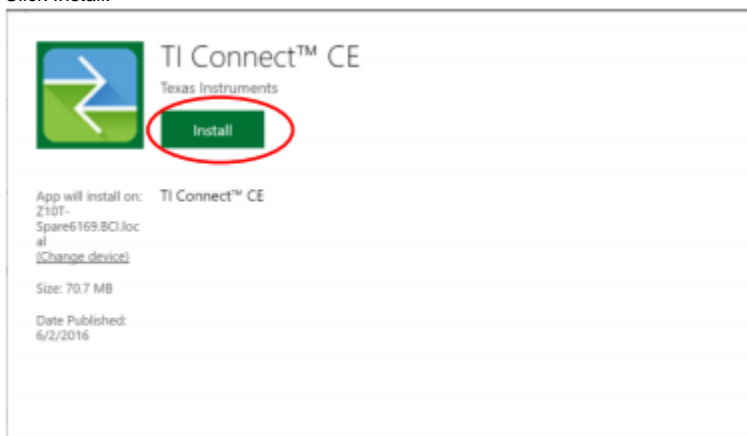 Click Install.
TI Connect™ CE
Texas Instruments
Install
App will install on:
Z10T-
Spare6169.BCI.loc
al
(Change device)
TI Connect™ CE
Size: 70.7 MB
Date Published:
6/2/2016